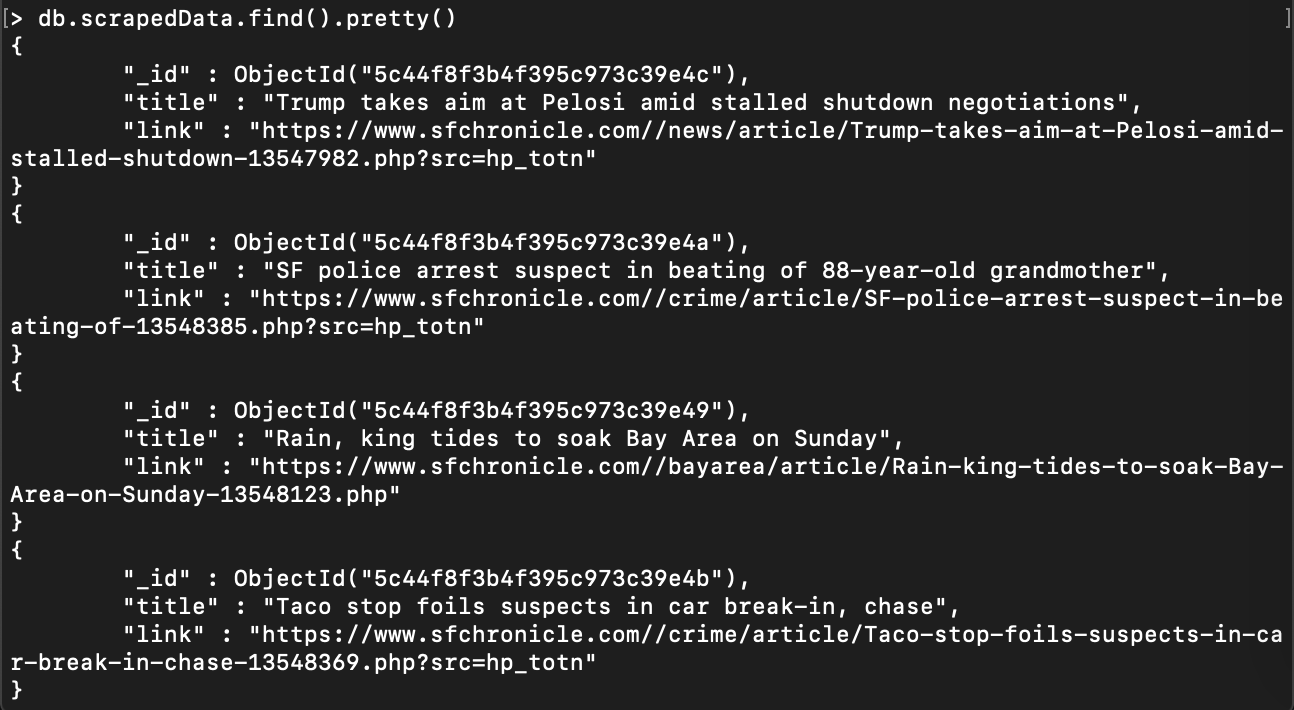 [> db.scrapedData.find().pretty() ]
{
"_id" : ObjectId("5c44f8f3b4f395c973c39e4c"),
"title" : "Trump takes aim at Pelosi amid stalled shutdown negotiations",
"link" : "https://www.sfchronicle.com//news/article/Trump-takes-aim-at-Pelosi-amid-
stalled-shutdown-13547982.php?src=hp_totn"
}
{
"_id" : ObjectId("5c44f8f3b4f395c973c39e4a"),
"title" : "SF police arrest suspect in beating of 88-year-old grandmother",
"link" : "https://www.sfchronicle.com//crime/article/SF-police-arrest-suspect-in-be
ating-of-13548385.php?src=hp_totn"
}
{
"_id" : ObjectId("5c44f8f3b4f395c973c39e49"),
"title" : "Rain, king tides to soak Bay Area on Sunday",
"link" : "https://www.sfchronicle.com//bayarea/article/Rain-king-tides-to-soak-Bay-
Area-on-Sunday-13548123.php"
}
{
"_id" : ObjectId("5c44f8f3b4f395c973c39e4b"),
"title" : "Taco stop foils suspects in car break-in, chase",
"link" : "https://www.sfchronicle.com//crime/article/Taco-stop-foils-suspects-in-ca
r-break-in-chase-13548369.php?src=hp_totn"
}